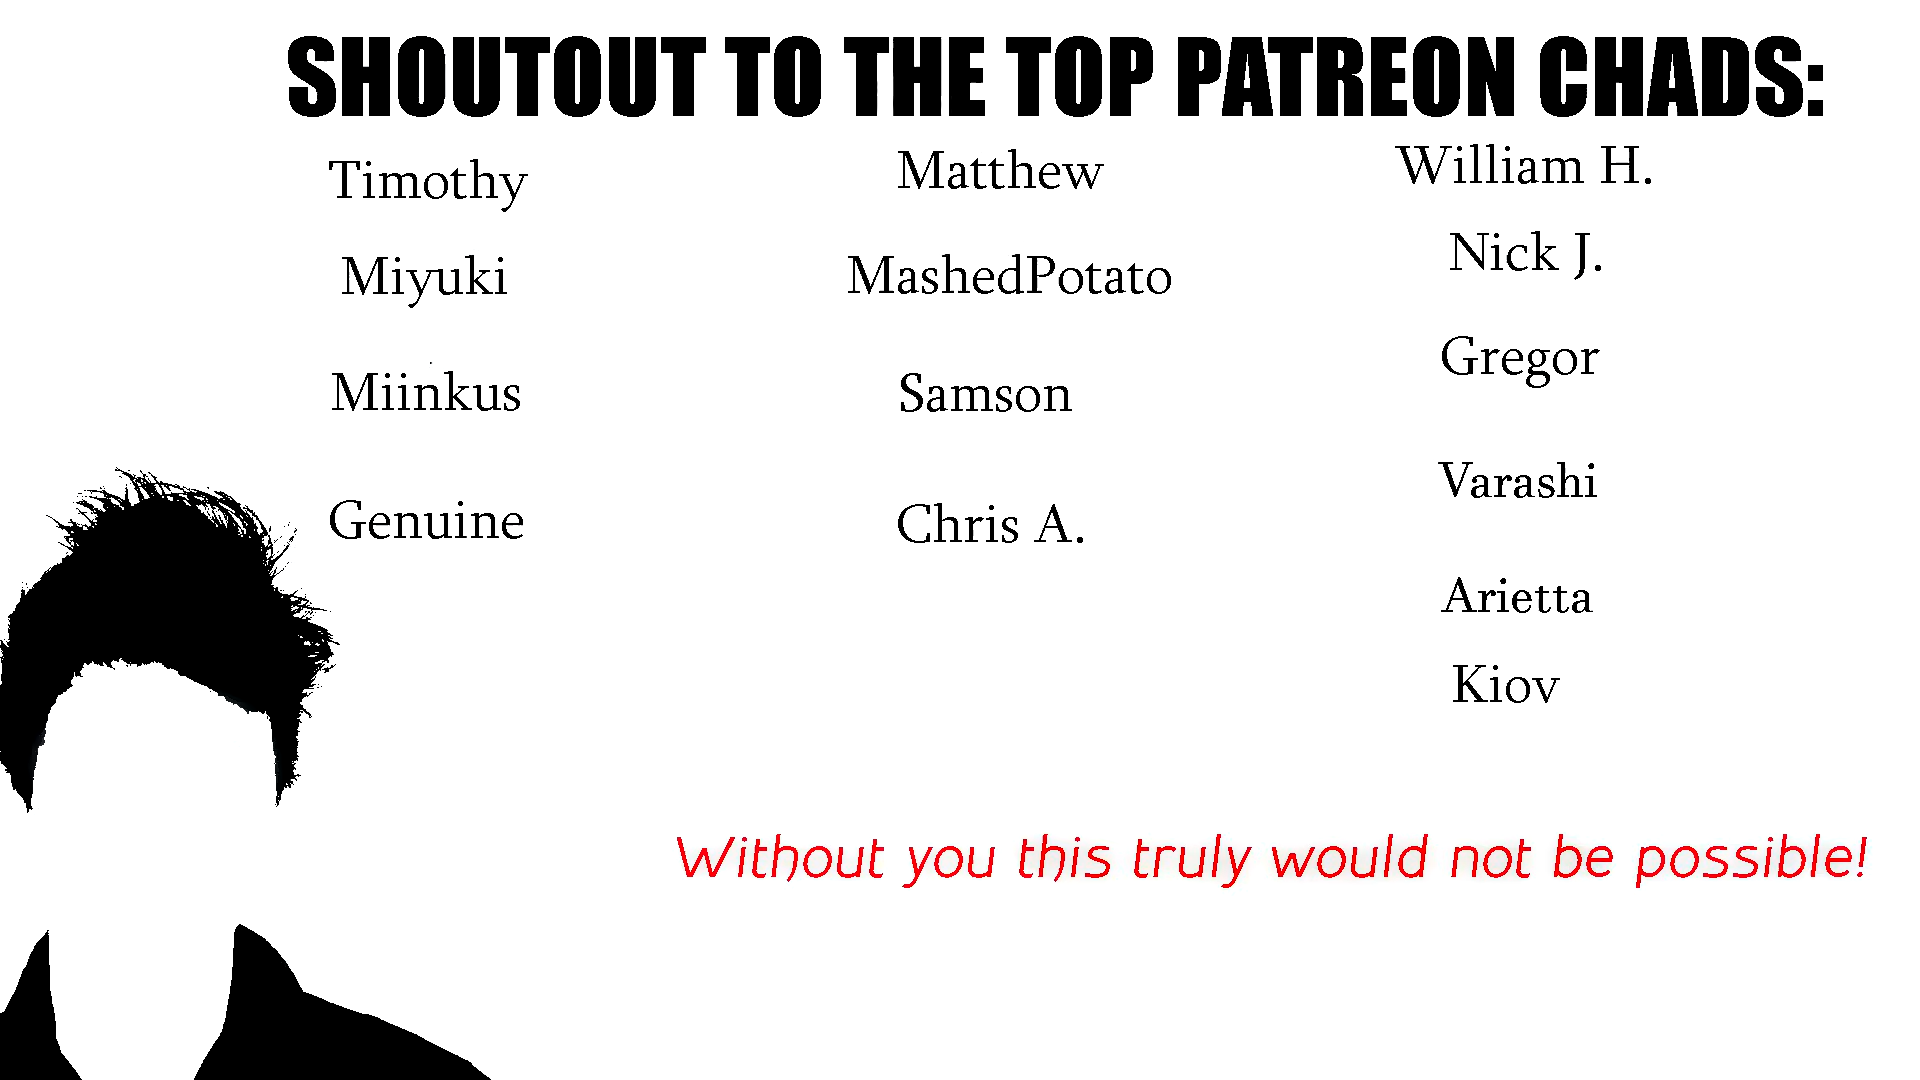 SHOUTOUT TO THE TOP PATREON CHADS:
Timothy
Miyuki
Miinkus
Genuine
Matthew
MashedPotato
Samson
Chris A.
William H.
Nick J.
Gregor
Varashi
Arietta
Kiov
Without you this truly would not be possible!